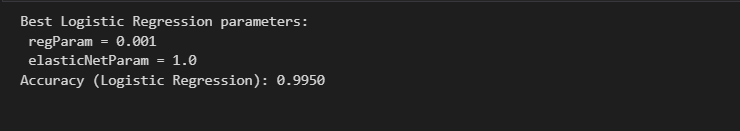 Best Logistic Regression parameters:
regParam = 0.001
elasticNetParam = 1.0
Accuracy (Logistic Regression): 0.9950